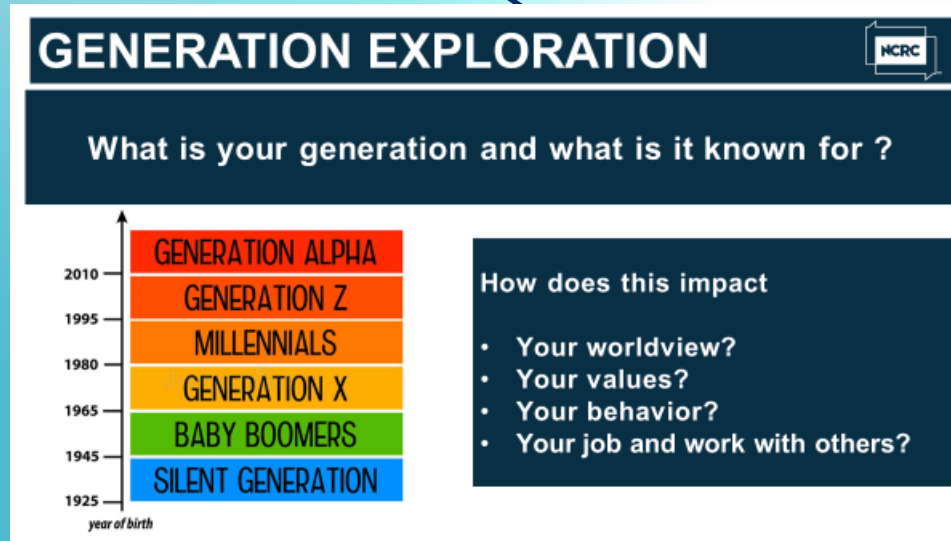 GENERATION EXPLORATION
NCRC
What is your generation and what is it known for ?
GENERATION ALPHA
2010
GENERATION Z
1995
MILLENNIALS
1980
GENERATION X
1965
BABY BOOMERS
1945
SILENT GENERATION
1925
year of birth
How does this impact
• Your worldview?
• Your values?
• Your behavior?
• Your job and work with others?